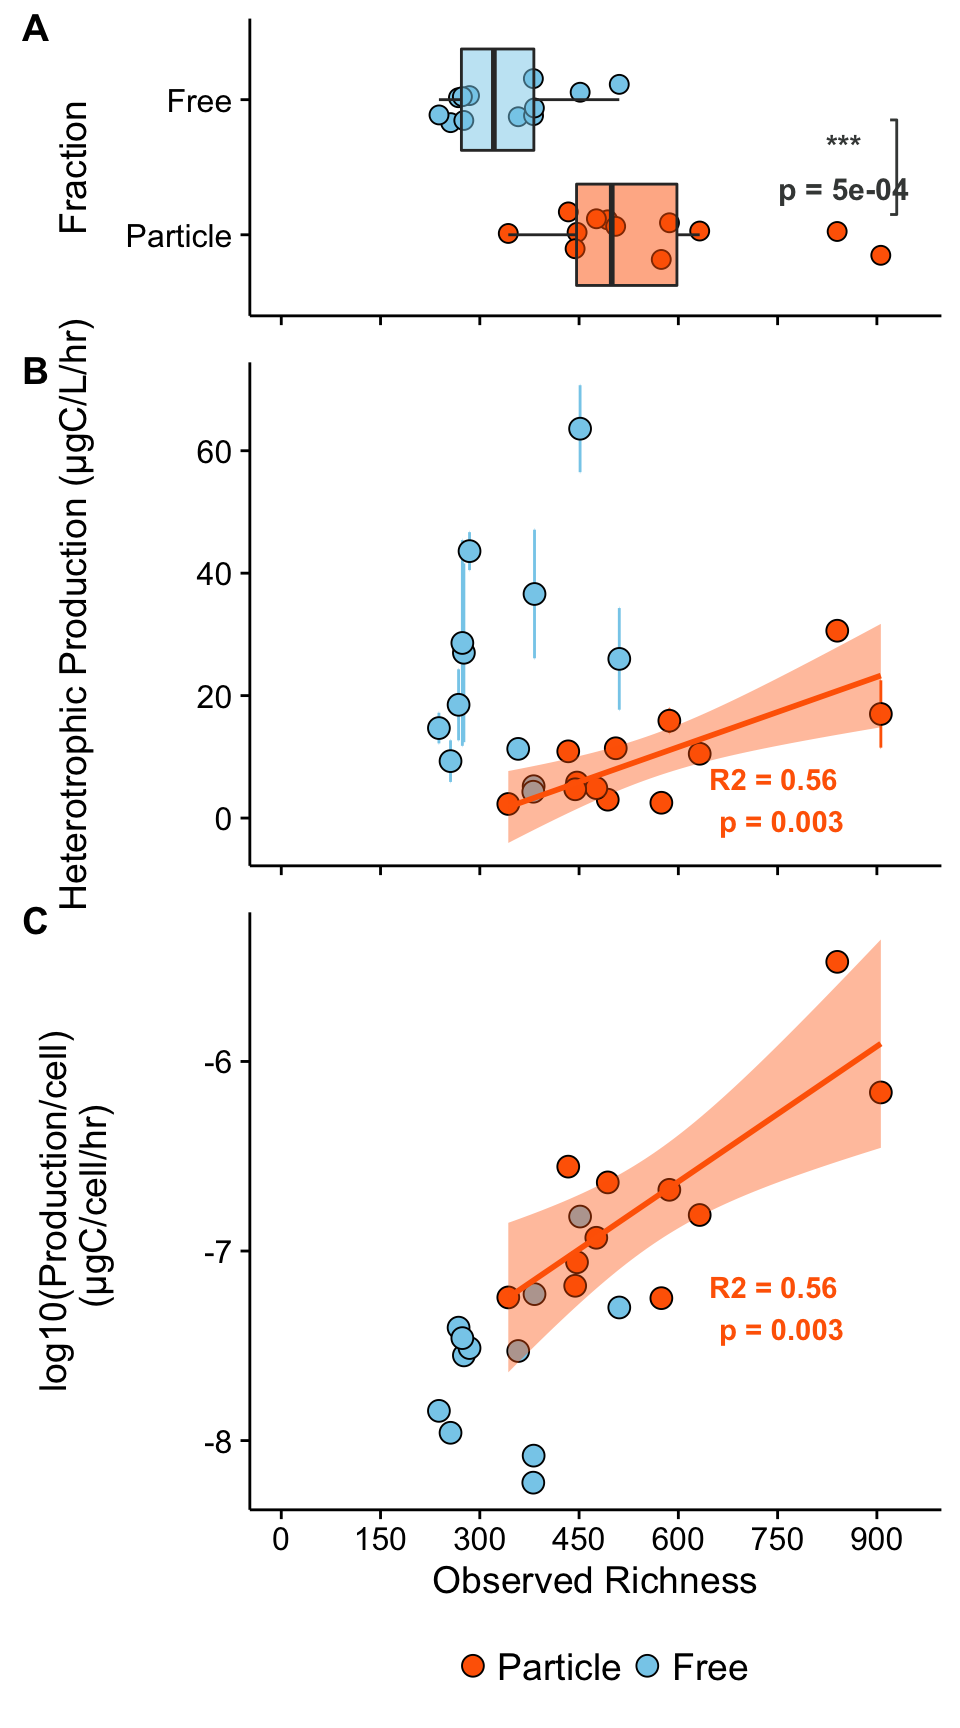 A
Fraction
Free
Particle
***
p = 5e-04
B
Heterotrophic Production (µgC/L/hr)
60
40
20
0
R2 = 0.56
p = 0.003
C
log10(Production/cell)
(µgC/cell/hr)
-6
-7
-8
R2 = 0.56
p = 0.003
0 150 300 450 600 750 900
Observed Richness
Particle Free